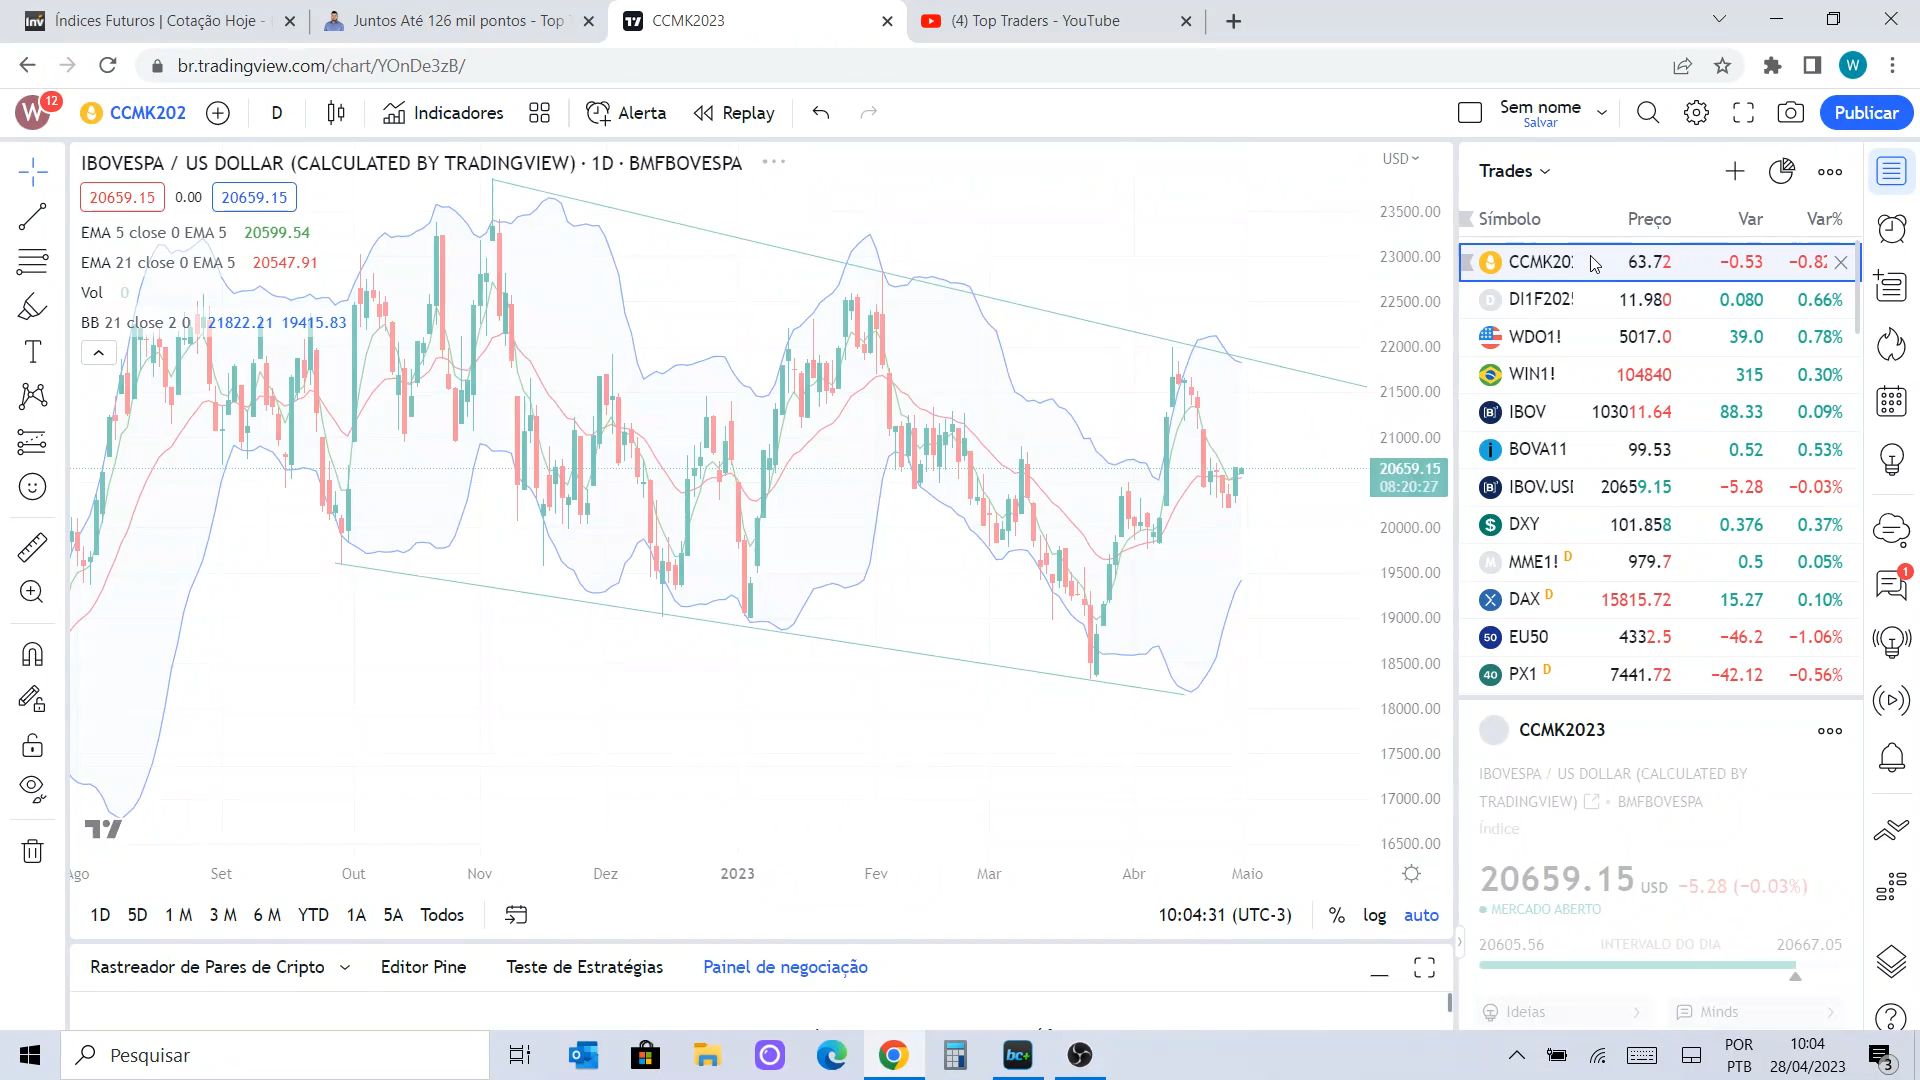 Índices Futuros | Cotação Hoje -
Juntos Até 126 mil pontos - Top
CCMK2023
(4) Top Traders - YouTube
br.tradingview.com/chart/YOnDe3zB/
W
W 12
CCMK202
D
Indicadores
Alerta
Replay
Sem nome
Salvar
Publicar
IBOVESPA / US DOLLAR (CALCULATED BY TRADINGVIEW) · 1D · BMFBOVESPA
20659.15 0.00 20659.15
EMA 5 close 0 EMA 5 20599.54
EMA 21 close 0 EMA 5 20547.91
Vol 0
BB 21 close 2 0 21822.21 19415.83
USD
23500.00
23000.00
22500.00
22000.00
21500.00
21000.00
20659.15
08:20:27
20000.00
19500.00
19000.00
18500.00
18000.00
17500.00
17000.00
16500.00
Ago Set Out Nov Dez 2023 Fev Mar Abr Maio
1D 5D 1 M 3 M 6 M YTD 1A 5A Todos
10:04:31 (UTC-3) % log auto
Rastreador de Pares de Cripto Editor Pine Teste de Estratégias Painel de negociação
Trades
Símbolo Preço Var Var%
CCMK202 63.72 −0.53 −0.82
DI1F2025 11.980 0.080 0.66%
WDO1! 5017.0 39.0 0.78%
WIN1! 104840 315 0.30%
IBOV 103011.64 88.33 0.09%
BOVA11 99.53 0.52 0.53%
IBOV.USD 20659.15 −5.28 −0.03%
DXY 101.858 0.376 0.37%
MME1! D 979.7 0.5 0.05%
DAX D 15815.72 15.27 0.10%
EU50 4332.5 −46.2 −1.06%
PX1 D 7441.72 −42.12 −0.56%
CCMK2023
IBOVESPA / US DOLLAR (CALCULATED BY
TRADINGVIEW) • BMFBOVESPA
Índice
20659.15 USD −5.28 (−0.03%)
MERCADO ABERTO
20605.56 INTERVALO DO DIA 20667.05
Ideias
Minds
1
Pesquisar
POR
PTB
10:04
28/04/2023
3